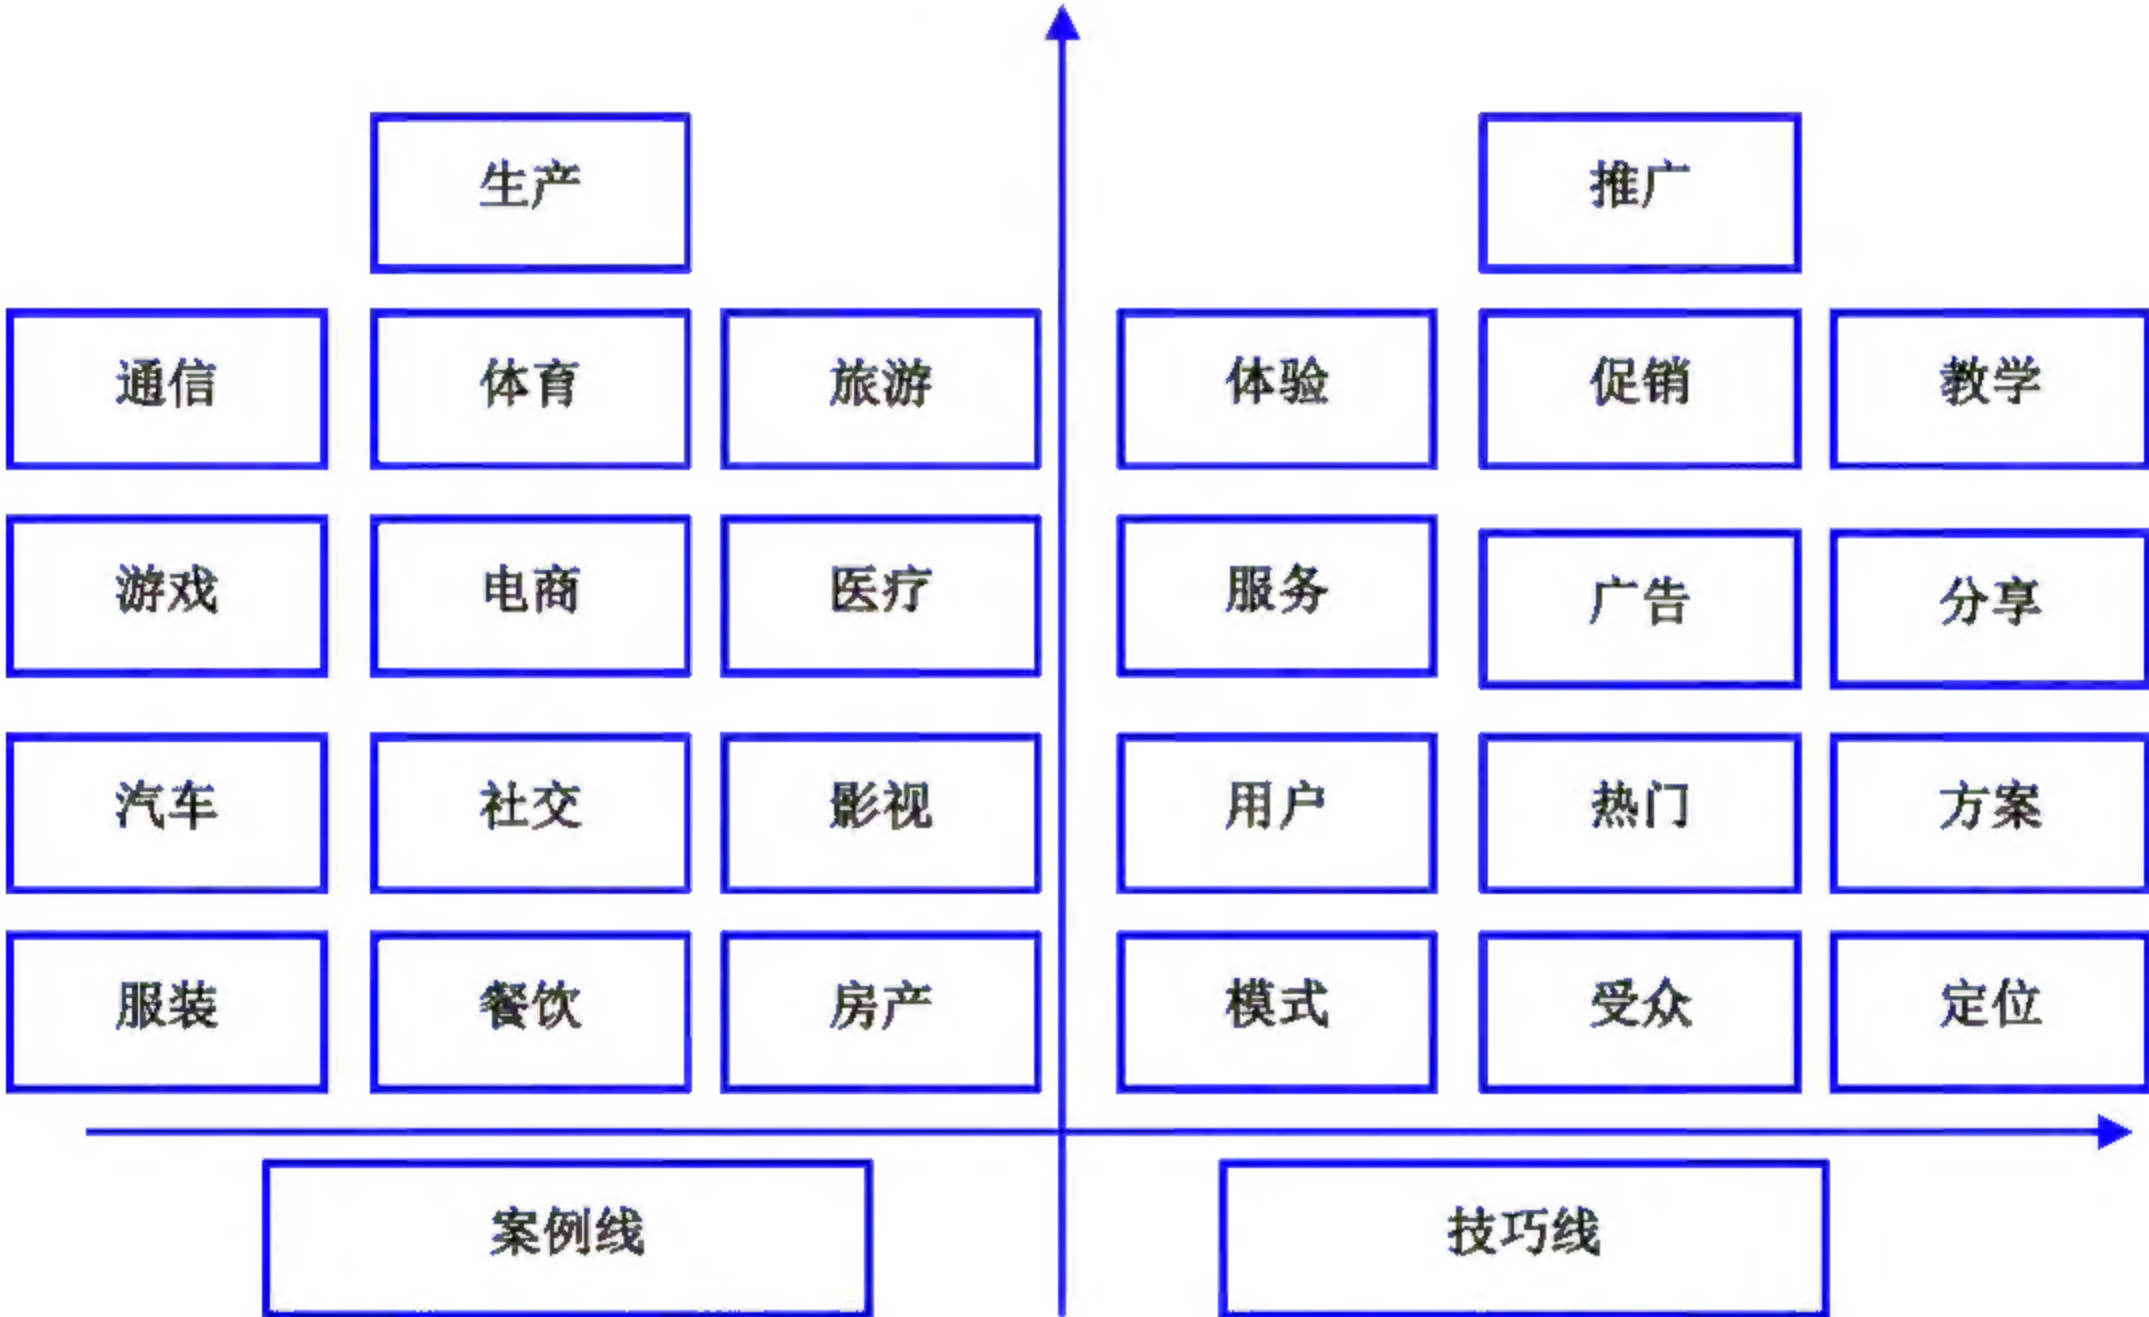 生产 推广
通信 体育 旅游 体验 促销 教学
游戏 电商 医疗 服务 广告 分享
汽车 社交 影视 用户 热门 方案
服装 餐饮 房产 模式 受众 定位
案例线 技巧线